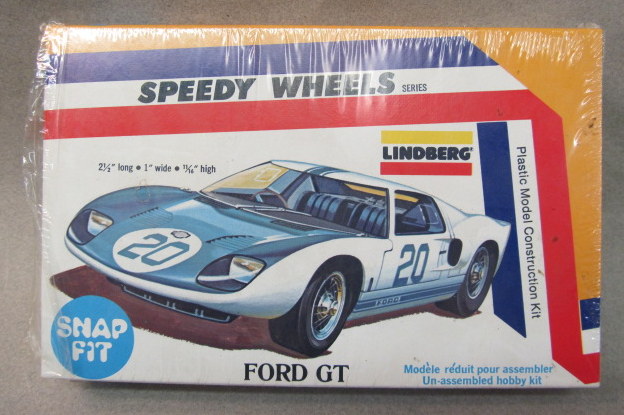 SPEEDY WHEELS SERIES
2½" long • 1" wide • 11/16" high
LINDBERG®
Plastic Model Construction Kit
20
20
FORD
SNAP
FIT
FORD GT
Modèle réduit pour assembler
Un-assembled hobby kit